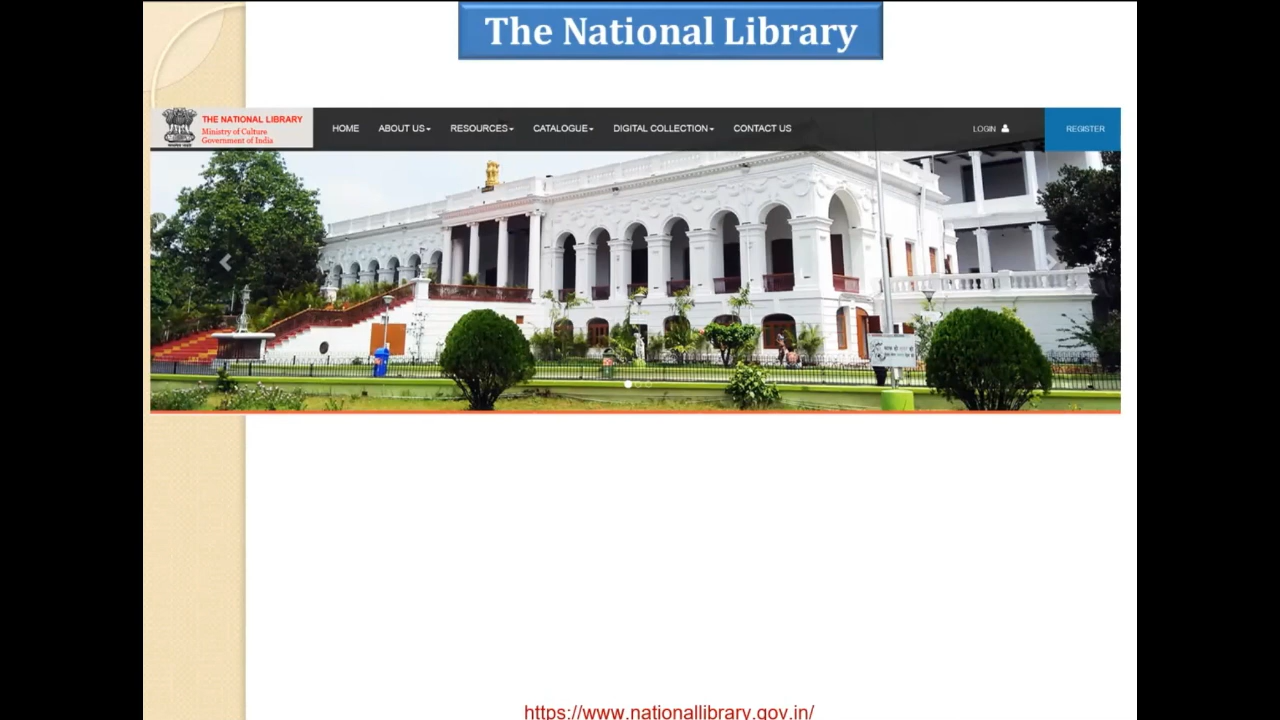 The National Library
THE NATIONAL LIBRARY
Ministry of Culture
Government of India
HOME ABOUT US RESOURCES CATALOGUE DIGITAL COLLECTION CONTACT US LOGIN REGISTER
https://www.nationallibrary.gov.in/